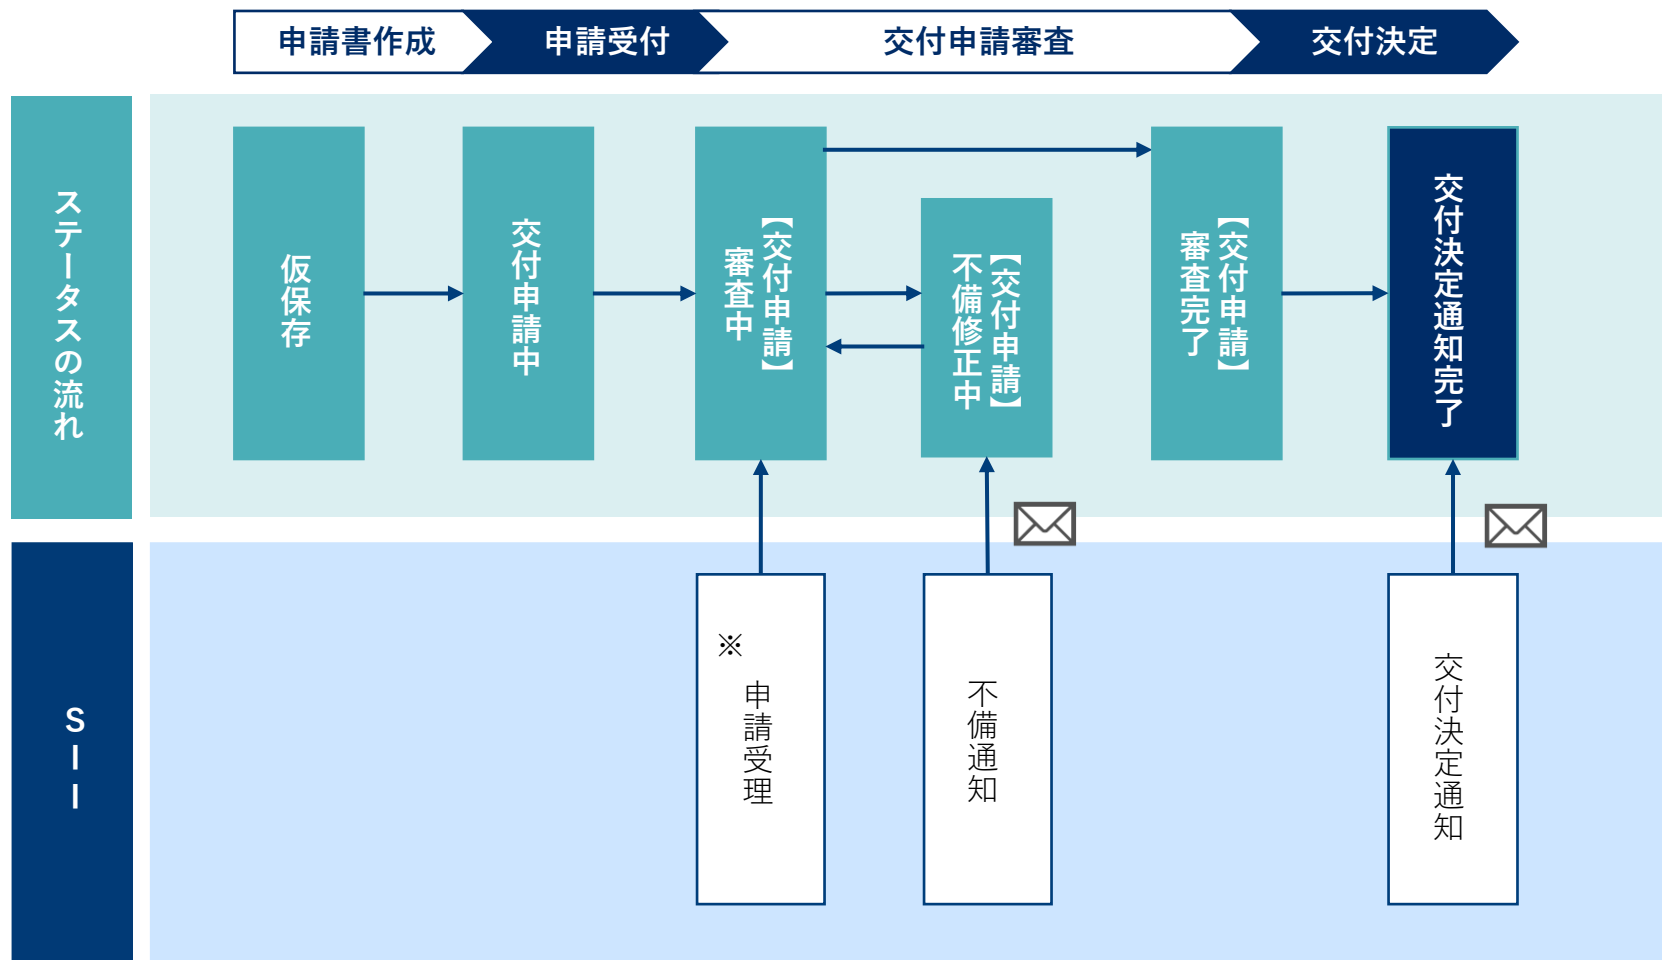 申請書作成
申請受付
交付申請審査
交付決定
ステータスの流れ
仮保存
交付申請中
【交付申請】
審査中
【交付申請】
不備修正中
【交付申請】
審査完了
交付決定通知完了
SII
※
申請受理
不備通知
交付決定通知